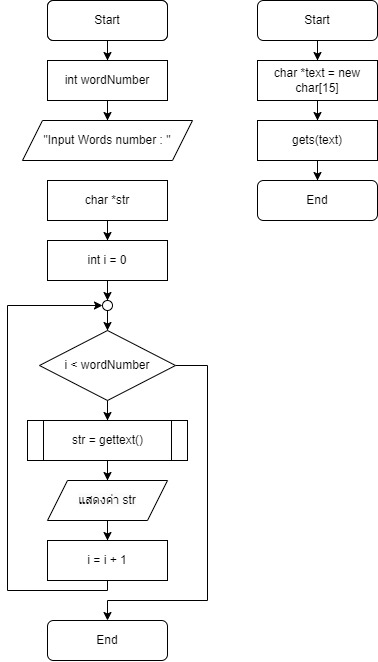 Start
int wordNumber
"Input Words number : "
char *str
int i = 0
i < wordNumber
str = gettext()
แสดงค่า str
i = i + 1
End
Start
char *text = new
char[15]
gets(text)
End